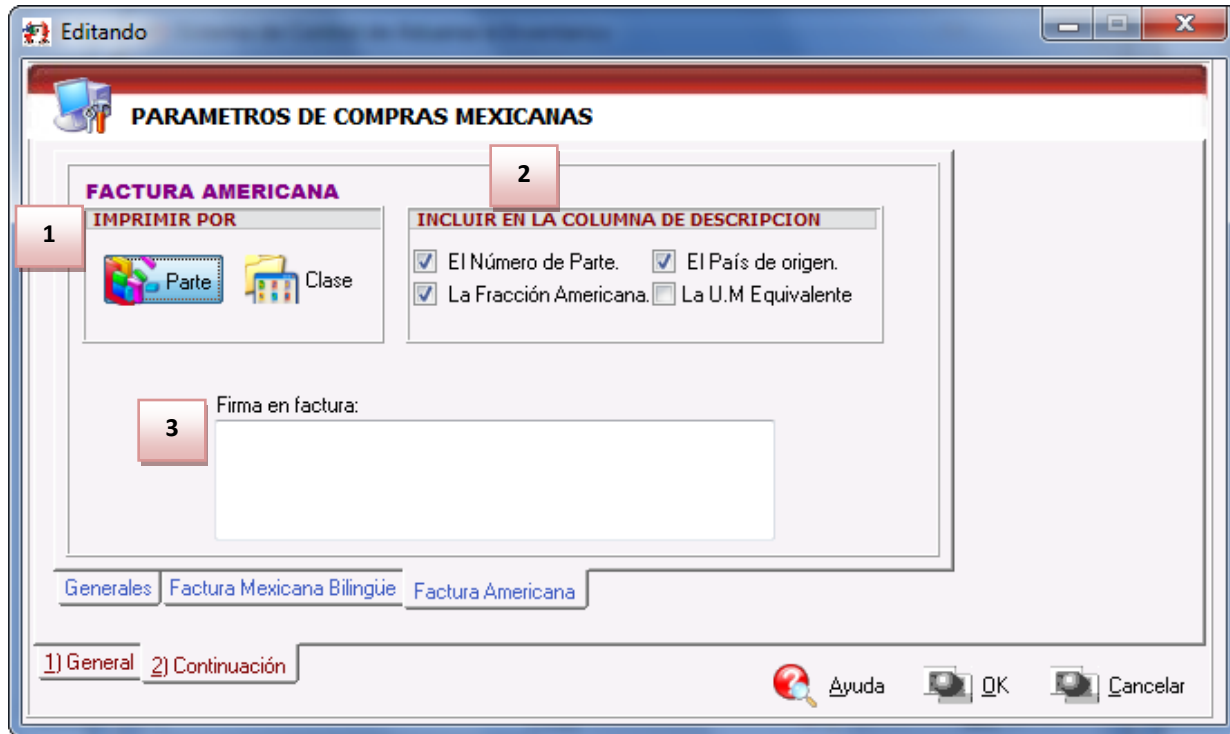 Editando
PARAMETROS DE COMPRAS MEXICANAS
2
FACTURA AMERICANA
1
IMPRIMIR POR
INCLUIR EN LA COLUMNA DE DESCRIPCION
Parte
Clase
El Número de Parte.
El País de origen.
La Fracción Americana.
La U.M Equivalente
3
Firma en factura:
Generales
Factura Mexicana Bilingüe
Factura Americana
1) General
2) Continuación
Ayuda
OK
Cancelar